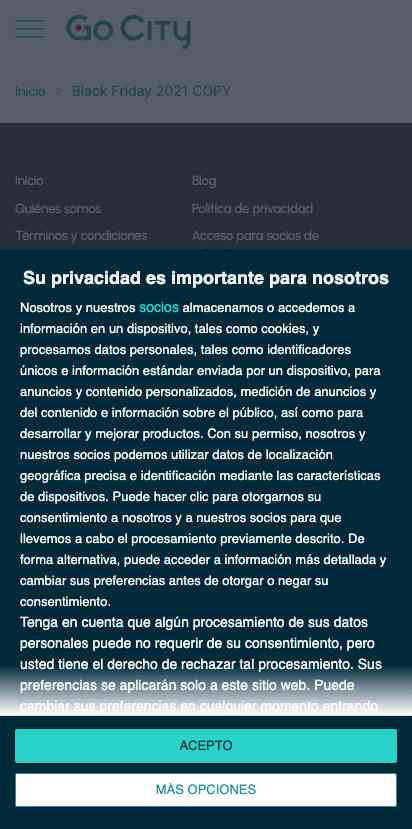 Go City
Inicio > Black Friday 2021 COPY
Inicio
Blog
Quiénes somos
Política de privacidad
Términos y condiciones
Acceso para socios de
Su privacidad es importante para nosotros
Nosotros y nuestros socios almacenamos o accedemos a
información en un dispositivo, tales como cookies, y
procesamos datos personales, tales como identificadores
únicos e información estándar enviada por un dispositivo, para
anuncios y contenido personalizados, medición de anuncios y
del contenido e información sobre el público, así como para
desarrollar y mejorar productos. Con su permiso, nosotros y
nuestros socios podemos utilizar datos de localización
geográfica precisa e identificación mediante las características
de dispositivos. Puede hacer clic para otorgarnos su
consentimiento a nosotros y a nuestros socios para que
llevemos a cabo el procesamiento previamente descrito. De
forma alternativa, puede acceder a información más detallada y
cambiar sus preferencias antes de otorgar o negar su
consentimiento.
Tenga en cuenta que algún procesamiento de sus datos
personales puede no requerir de su consentimiento, pero
usted tiene el derecho de rechazar tal procesamiento. Sus
preferencias se aplicarán solo a este sitio web. Puede
cambiar sus preferencias en cualquier momento entrando
ACEPTO
MÁS OPCIONES